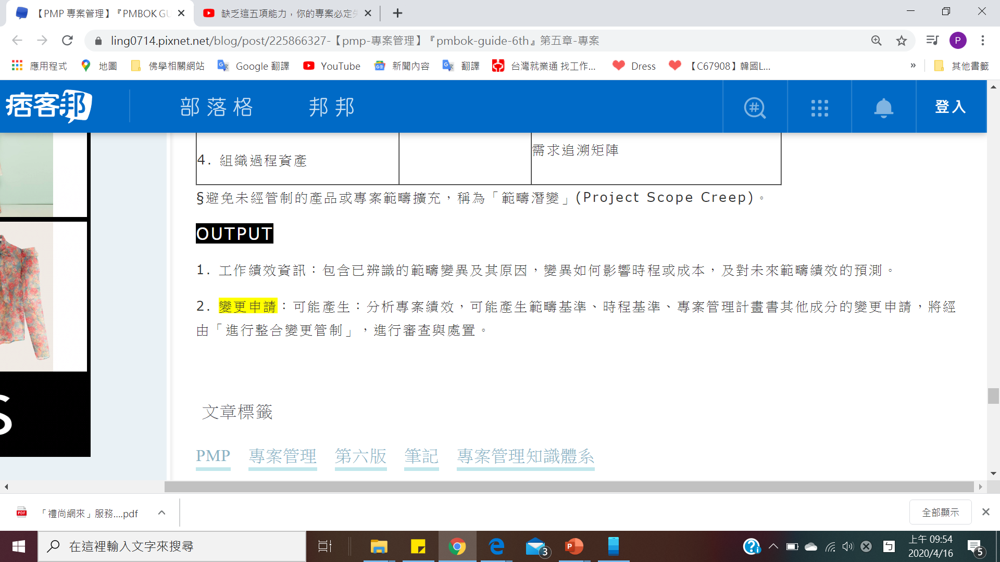 【PMP 專案管理】『PMBOK GU
缺乏這五項能力，你的專案必定失
ling0714.pixnet.net/blog/post/225866327-【pmp-專案管理】『pmbok-guide-6th』第五章-專案
P
應用程式 地圖 佛學相關網站 Google 翻譯 YouTube 新聞內容 翻譯 台灣就業通 找工作... Dress 【C67908】韓國L... » 其他書籤
痞客邦 部落格 邦邦 登入
需求追溯矩陣
4. 組織過程資產
§避免未經管制的產品或專案範疇擴充，稱為「範疇潛變」(Project Scope Creep)。
OUTPUT
1. 工作績效資訊：包含已辨識的範疇變異及其原因，變異如何影響時程或成本，及對未來範疇績效的預測。
2. 變更申請：可能產生：分析專案績效，可能產生範疇基準、時程基準、專案管理計畫書其他成分的變更申請，將經
由「進行整合變更管制」，進行審查與處置。
S
文章標籤
PMP 專案管理 第六版 筆記 專案管理知識體系
PDF 「禮尚網來」服務....pdf 全部顯示
在這裡輸入文字來搜尋 3 ㄅ 上午 09:54 5
2020/4/16